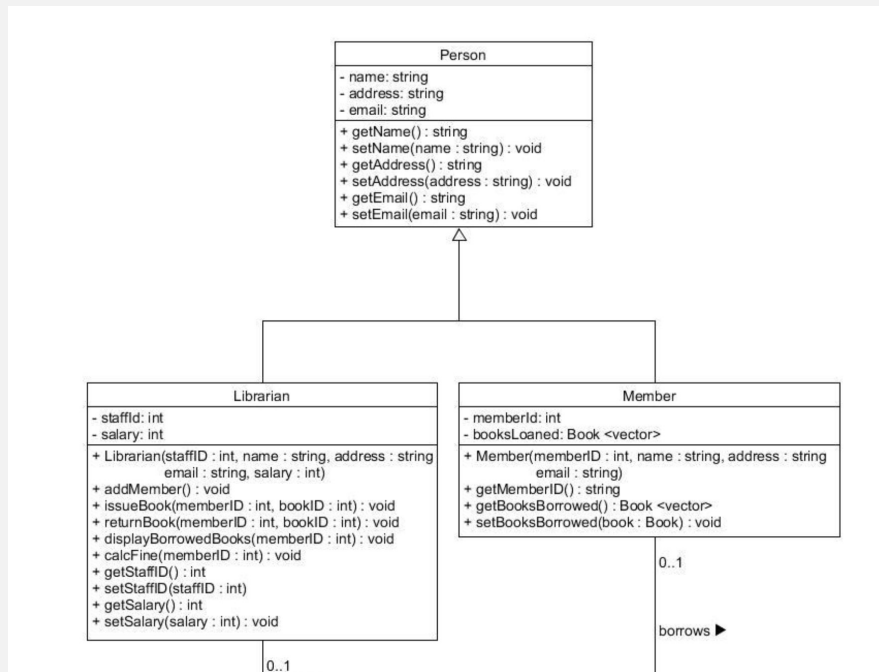 Person
- name: string
- address: string
- email: string
+ getName() : string
+ setName(name : string) : void
+ getAddress() : string
+ setAddress(address : string) : void
+ getEmail() : string
+ setEmail(email : string) : void
Librarian
- staffId: int
- salary: int
+ Librarian(staffID : int, name : string, address : string
email : string, salary : int)
+ addMember() : void
+ issueBook(memberID : int, bookID : int) : void
+ returnBook(memberID : int, bookID : int) : void
+ displayBorrowedBooks(memberID : int) : void
+ calcFine(memberID : int) : void
+ getStaffID() : int
+ setStaffID(staffID : int)
+ getSalary() : int
+ setSalary(salary : int) : void
0..1
Member
- memberId: int
- booksLoaned: Book <vector>
+ Member(memberID : int, name : string, address : string
email : string)
+ getMemberID() : string
+ getBooksBorrowed() : Book <vector>
+ setBooksBorrowed(book : Book) : void
0..1
borrows ▶